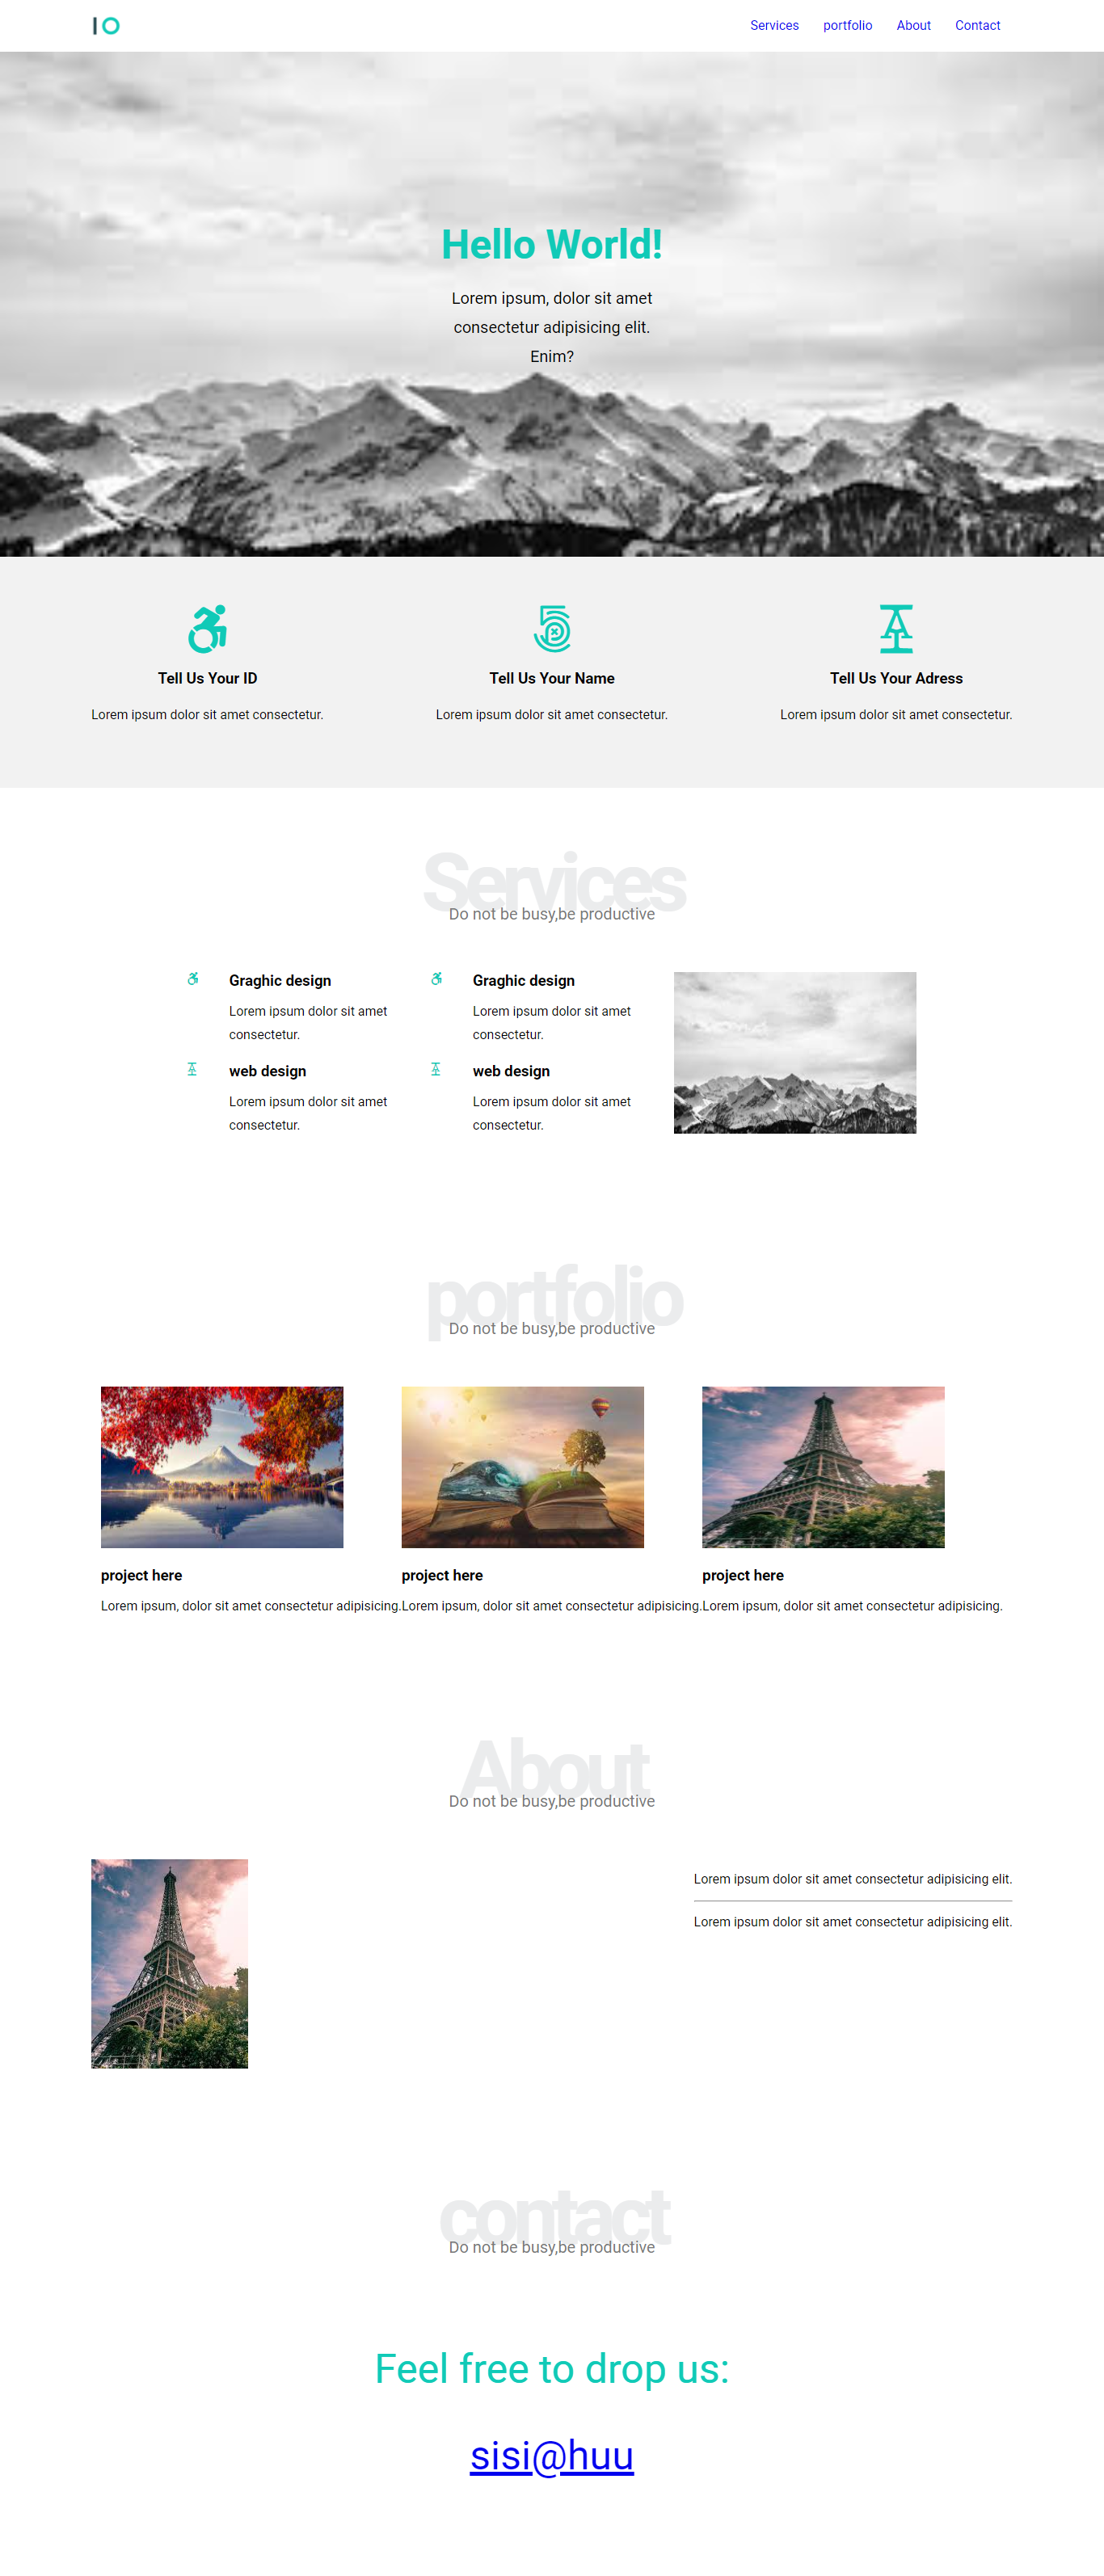 IO
Services portfolio About Contact
Hello World!
Lorem ipsum, dolor sit amet
consectetur adipisicing elit.
Enim?
Tell Us Your ID
Lorem ipsum dolor sit amet consectetur.
Tell Us Your Name
Lorem ipsum dolor sit amet consectetur.
Tell Us Your Adress
Lorem ipsum dolor sit amet consectetur.
Services
Do not be busy,be productive
Graghic design
Lorem ipsum dolor sit amet
consectetur.
web design
Lorem ipsum dolor sit amet
consectetur.
Graghic design
Lorem ipsum dolor sit amet
consectetur.
web design
Lorem ipsum dolor sit amet
consectetur.
portfolio
Do not be busy,be productive
project here
Lorem ipsum, dolor sit amet consectetur adipisicing.
project here
Lorem ipsum, dolor sit amet consectetur adipisicing.
project here
Lorem ipsum, dolor sit amet consectetur adipisicing.
About
Do not be busy,be productive
Lorem ipsum dolor sit amet consectetur adipisicing elit.
Lorem ipsum dolor sit amet consectetur adipisicing elit.
contact
Do not be busy,be productive
Feel free to drop us:
sisi@huu